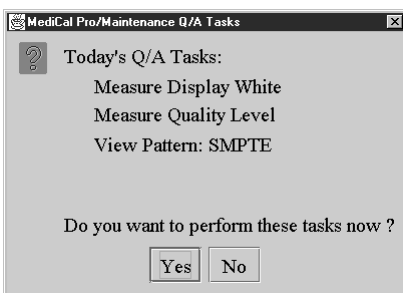 MediCal Pro/Maintenance Q/A Tasks
Today's Q/A Tasks:
Measure Display White
Measure Quality Level
View Pattern: SMPTE
Do you want to perform these tasks now ?
Yes No